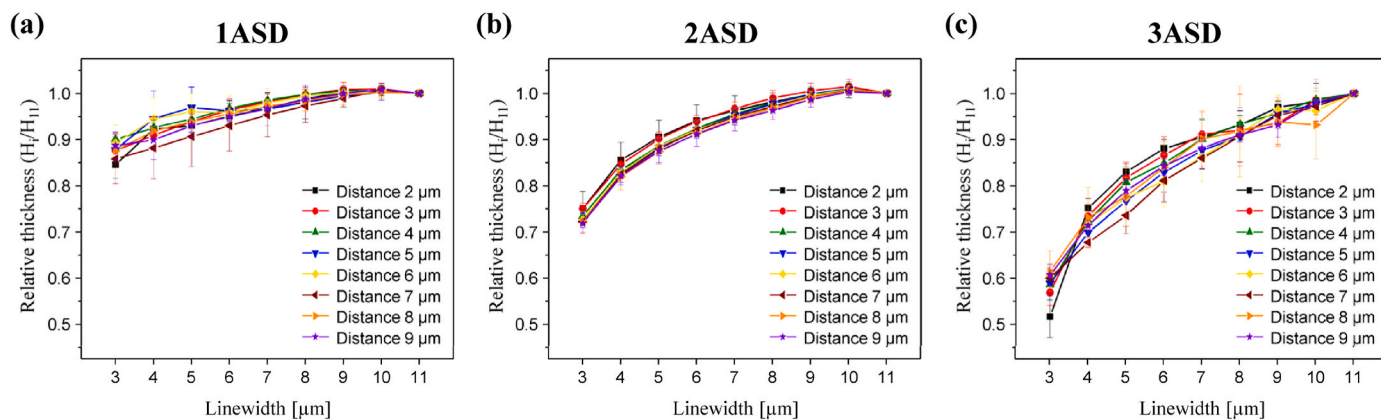 (a)
1ASD
Relative thickness (Hᵢ/H₁₁)
1.0
0.9
0.8
0.7
0.6
0.5
Distance 2 μm
Distance 3 μm
Distance 4 μm
Distance 5 μm
Distance 6 μm
Distance 7 μm
Distance 8 μm
Distance 9 μm
3 4 5 6 7 8 9 10 11
Linewidth [μm]
(b)
2ASD
Relative thickness (Hᵢ/H₁₁)
1.0
0.9
0.8
0.7
0.6
0.5
Distance 2 μm
Distance 3 μm
Distance 4 μm
Distance 5 μm
Distance 6 μm
Distance 7 μm
Distance 8 μm
Distance 9 μm
3 4 5 6 7 8 9 10 11
Linewidth [μm]
(c)
3ASD
Relative thickness (Hᵢ/H₁₁)
1.0
0.9
0.8
0.7
0.6
0.5
Distance 2 μm
Distance 3 μm
Distance 4 μm
Distance 5 μm
Distance 6 μm
Distance 7 μm
Distance 8 μm
Distance 9 μm
3 4 5 6 7 8 9 10 11
Linewidth [μm]